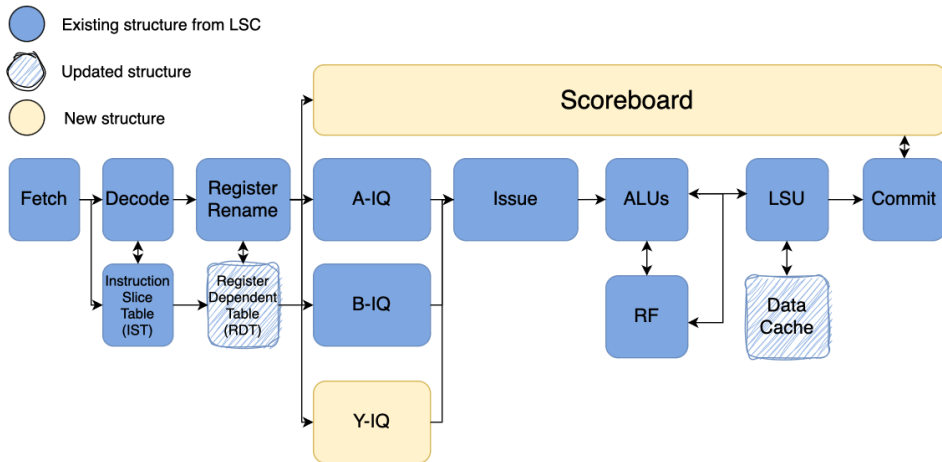 Existing structure from LSC
Updated structure
New structure
Scoreboard
Fetch
Decode
Register
Rename
A-IQ
Issue
ALUs
LSU
Commit
Instruction
Slice
Table
(IST)
Register
Dependent
Table
(RDT)
B-IQ
RF
Data
Cache
Y-IQ